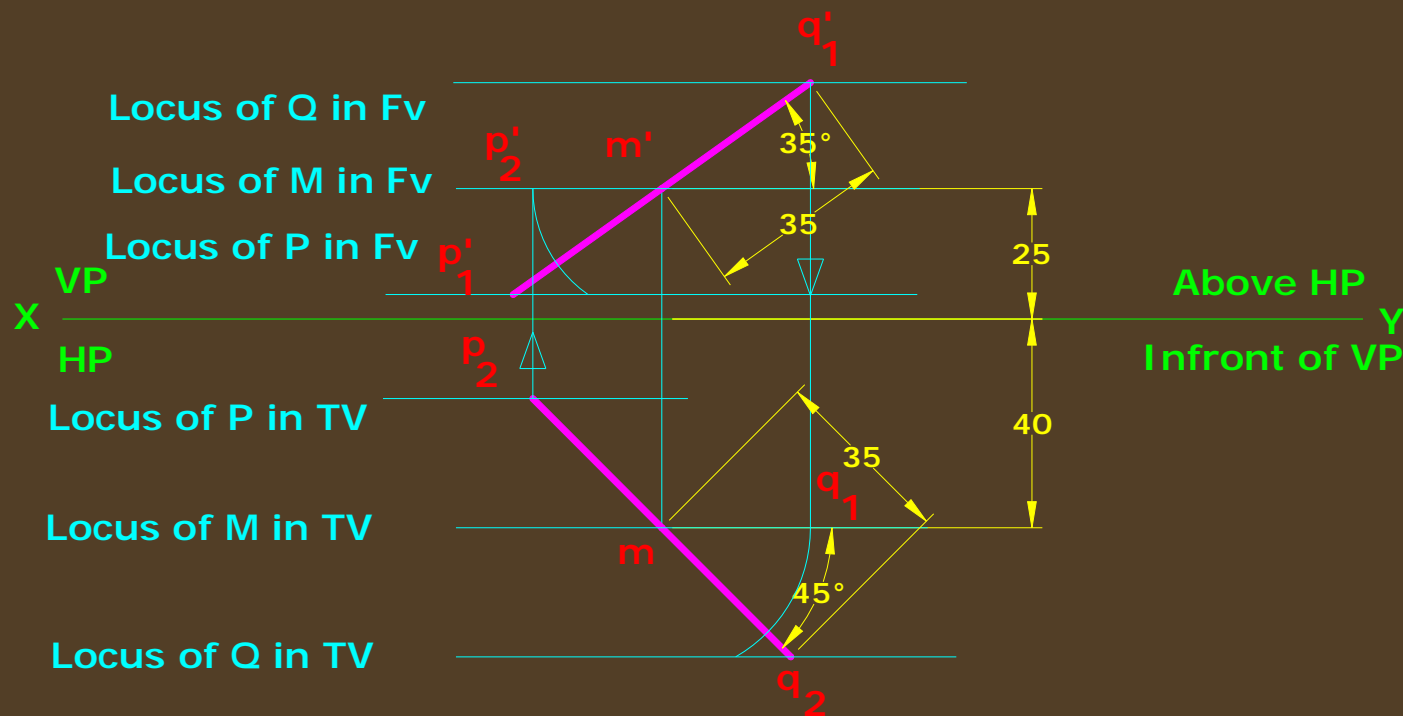 q'1
Locus of Q in Fv
p'2
m'
35°
Locus of M in Fv
35
Locus of P in Fv
p'1
25
VP
Above HP
X
Y
HP
p2
Infront of VP
Locus of P in TV
40
35
q1
Locus of M in TV
m
45°
Locus of Q in TV
q2